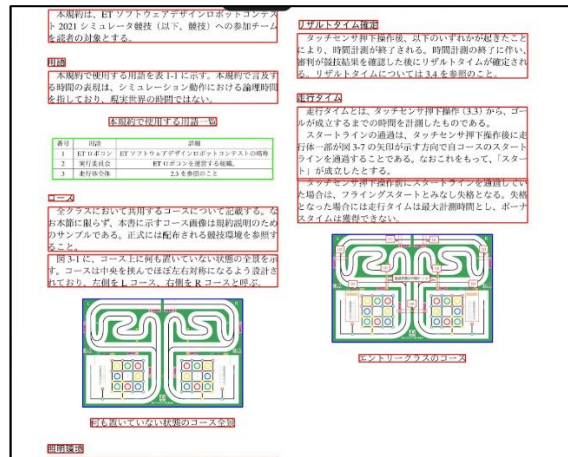 本規約は、ET ソフトウェアデザインロボットコンテス
ト 2021 シミュレータ競技（以下、競技）への参加チーム
を読者の対象とする。
用語
本規約で使用する用語を表 1-1 に示す。本規約で言及す
る時間の表現は、シミュレーション動作における論理時間
を指しており、現実世界の時間ではない。
本規約で使用する用語一覧
番号 用語 詳細
1 ET ロボコン ET ソフトウェアデザインロボットコンテストの略称
2 実行委員会 ET ロボコンを運営する組織。
3 走行体全体 2.3 を参照のこと
コース
全クラスにおいて共用するコースについて記載する。な
お本節に限らず、本書に示すコース画像は規約説明のため
のサンプルである。正式には配布される競技環境を参照す
ること。
図 3-1 に、コース上に何も置いていない状態の全景を示
す。コースは中央を挟んでほぼ左右対称になるよう設計さ
れており、左側を L コース、右側を R コースと呼ぶ。
何も置いていない状態のコース全景
照明環境
リザルトタイム確定
タッチセンサ押下操作後、以下のいずれかが起きたこと
により、時間計測が終了される。時間計測の終了に伴い、
審判が競技結果を確認した後にリザルトタイムが確定され
る。リザルトタイムについては 3.4 を参照のこと。
走行タイム
走行タイムとは、タッチセンサ押下操作（3.3）から、ゴー
ルが成立するまでの時間を計測したものである。
スタートラインの通過は、タッチセンサ押下操作後に走
行体一部が図 3-7 の矢印が示す方向で自コースのスタート
ラインを通過することである。なおこれをもって、「スター
ト」が成立したとする。
タッチセンサ押下操作前にスタートラインを通過してい
た場合は、フライングスタートとみなし失格となる。失格
となった場合には走行タイムは最大計測時間とし、ボーナ
スタイムは獲得できない。
エントリークラスのコース